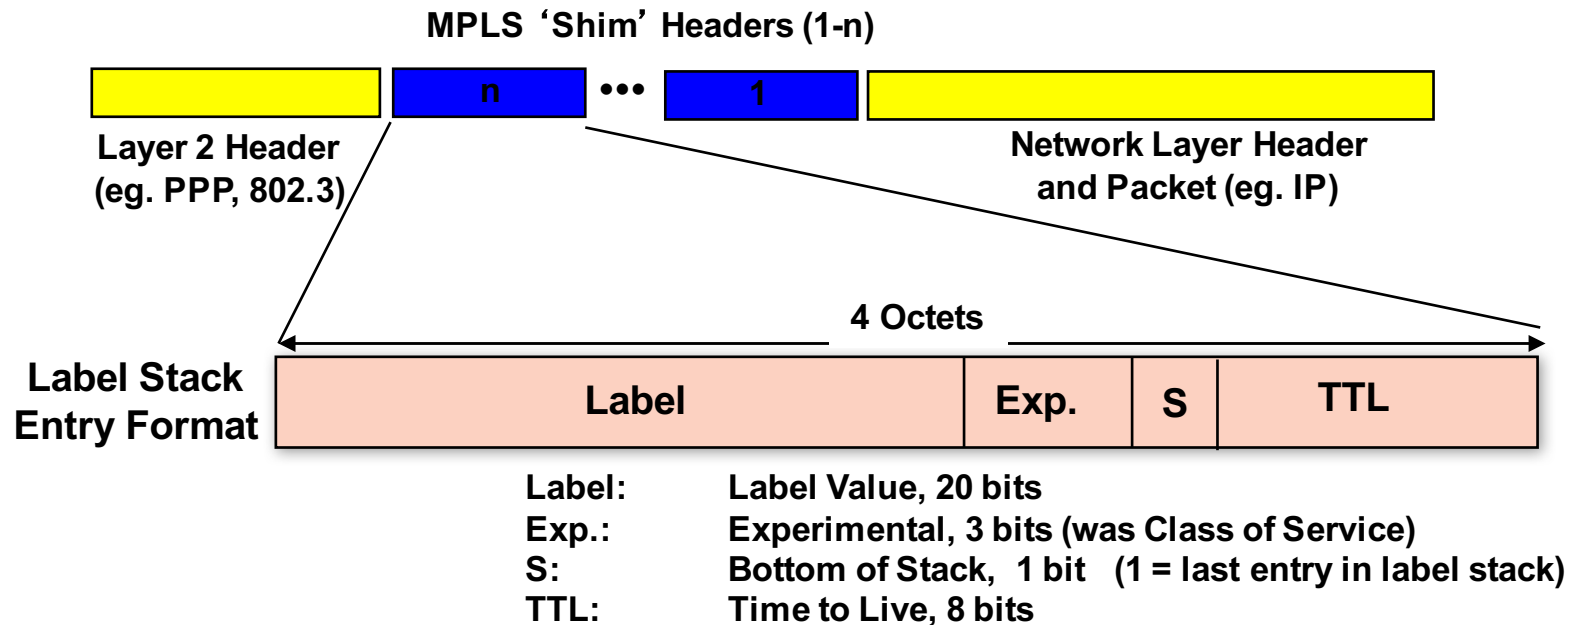 MPLS ‘Shim’ Headers (1-n)
n ••• 1
Layer 2 Header
(eg. PPP, 802.3)
Network Layer Header
and Packet (eg. IP)
4 Octets
Label Stack
Entry Format
Label Exp. S TTL
Label: Label Value, 20 bits
Exp.: Experimental, 3 bits (was Class of Service)
S: Bottom of Stack, 1 bit (1 = last entry in label stack)
TTL: Time to Live, 8 bits